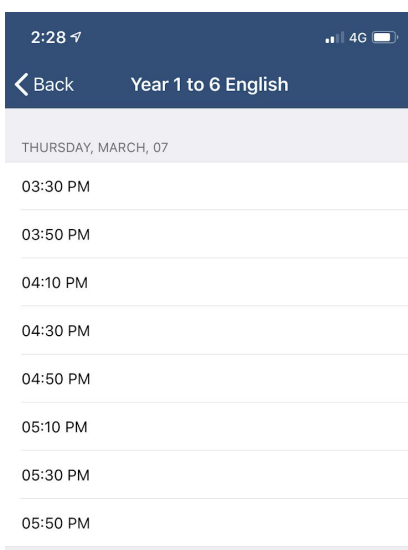 2:28 4G
Back Year 1 to 6 English
THURSDAY, MARCH, 07
03:30 PM
03:50 PM
04:10 PM
04:30 PM
04:50 PM
05:10 PM
05:30 PM
05:50 PM